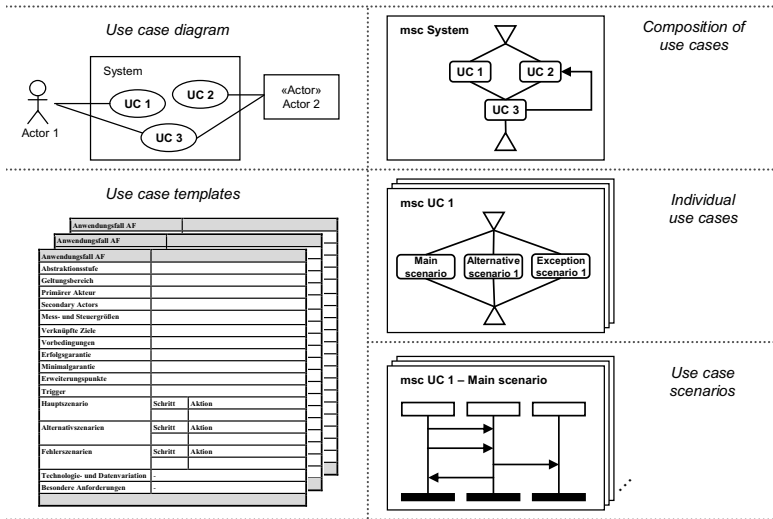 Use case diagram
System
UC 1
UC 2
UC 3
Actor 1
«Actor»
Actor 2
msc System
UC 1
UC 2
UC 3
Composition of
use cases
Use case templates
Anwendungsfall AF
Anwendungsfall AF
Anwendungsfall AF
Abstraktionsstufe
Geltungsbereich
Primärer Akteur
Secondary Actors
Mess- und Steuergrößen
Verknüpfte Ziele
Vorbedingungen
Erfolgsgarantie
Minimalgarantie
Erweiterungspunkte
Trigger
Hauptszenario Schritt Aktion
Alternativszenarien Schritt Aktion
Fehlerszenarien Schritt Aktion
Technologie- und Datenvariation -
Besondere Anforderungen -
msc UC 1
Main
scenario
Alternative
scenario 1
Exception
scenario 1
Individual
use cases
msc UC 1 – Main scenario
Use case
scenarios